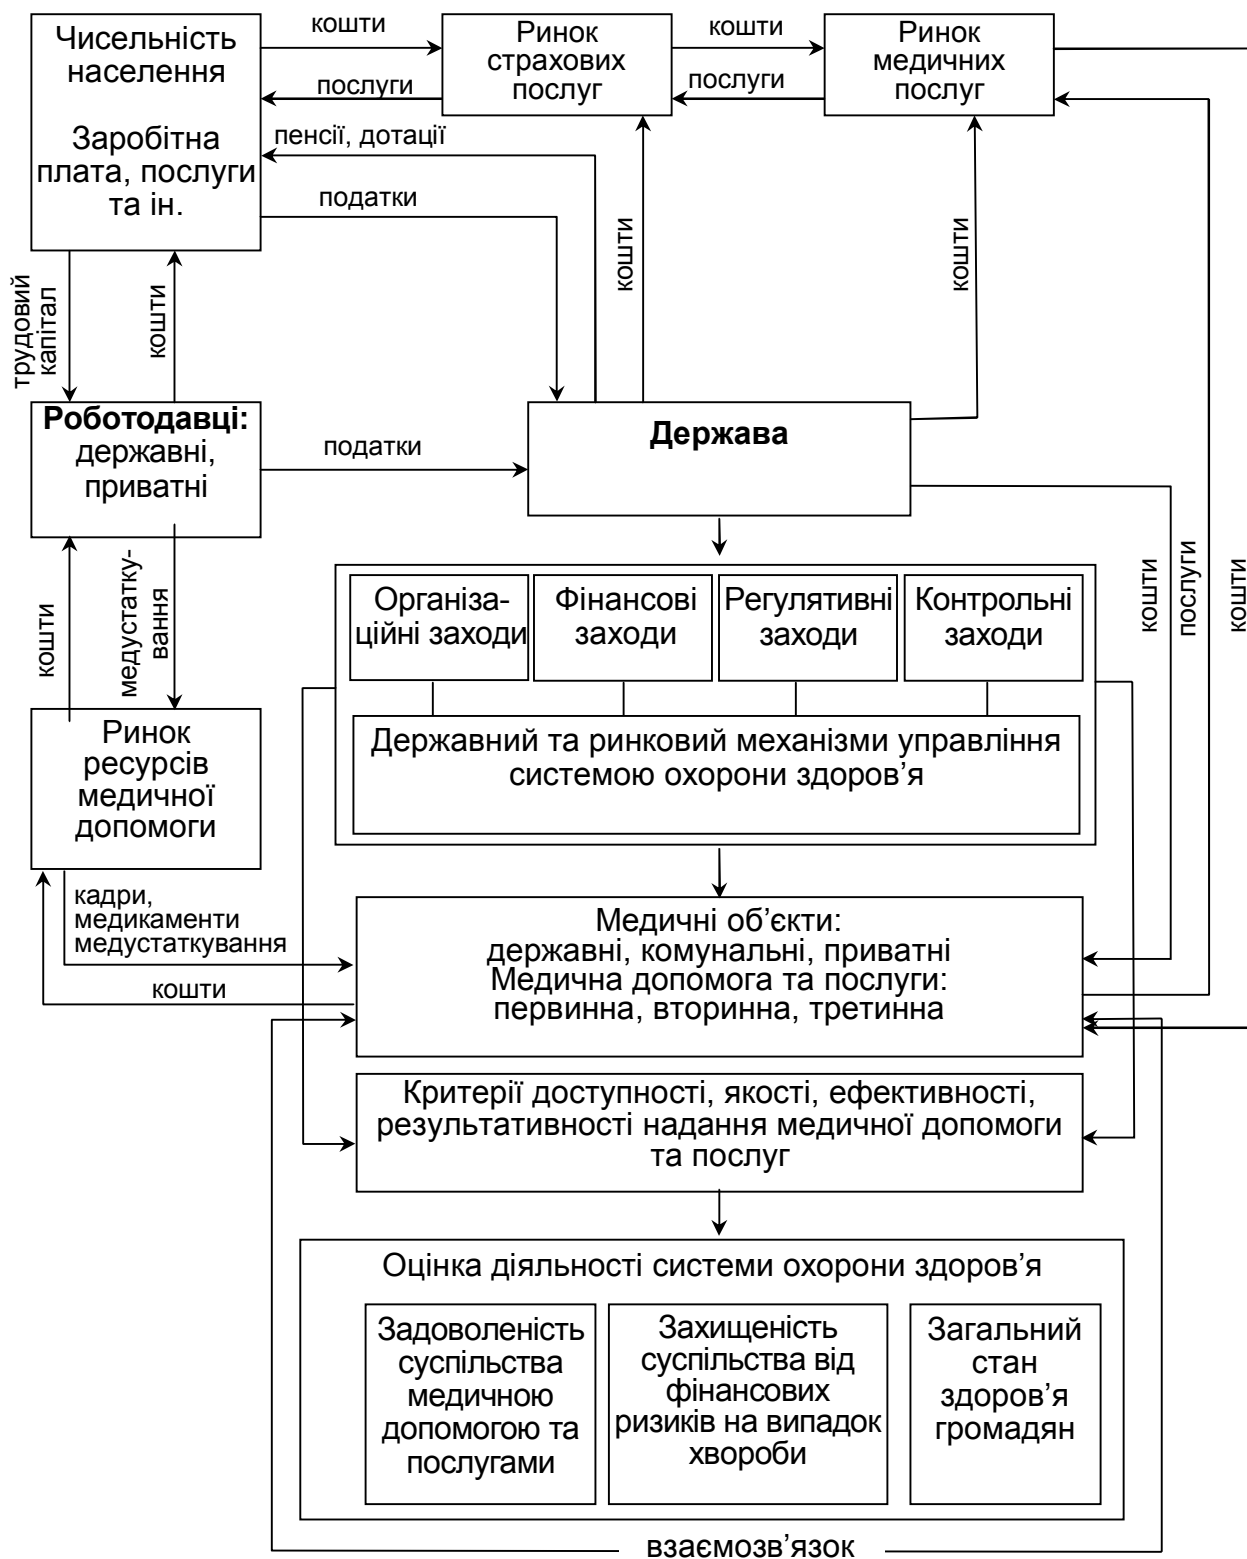 Чисельність
населення
Заробітна
плата, послуги
та ін.
кошти
послуги
Ринок
страхових
послуг
кошти
послуги
Ринок
медичних
послуг
пенсії, дотації
податки
кошти
кошти
трудовий
капітал
кошти
Роботодавці:
державні,
приватні
податки
Держава
кошти
послуги
кошти
кошти
медустатку-
вання
Організа-
ційні заходи
Фінансові
заходи
Регулятивні
заходи
Контрольні
заходи
Державний та ринковий механізми управління
системою охорони здоров’я
Ринок
ресурсів
медичної
допомоги
кадри,
медикаменти
медустаткування
кошти
Медичні об’єкти:
державні, комунальні, приватні
Медична допомога та послуги:
первинна, вторинна, третинна
Критерії доступності, якості, ефективності,
результативності надання медичної допомоги
та послуг
Оцінка діяльності системи охорони здоров’я
Задоволеність
суспільства
медичною
допомогою та
послугами
Захищеність
суспільства від
фінансових
ризиків на випадок
хвороби
Загальний
стан
здоров’я
громадян
взаємозв’язок